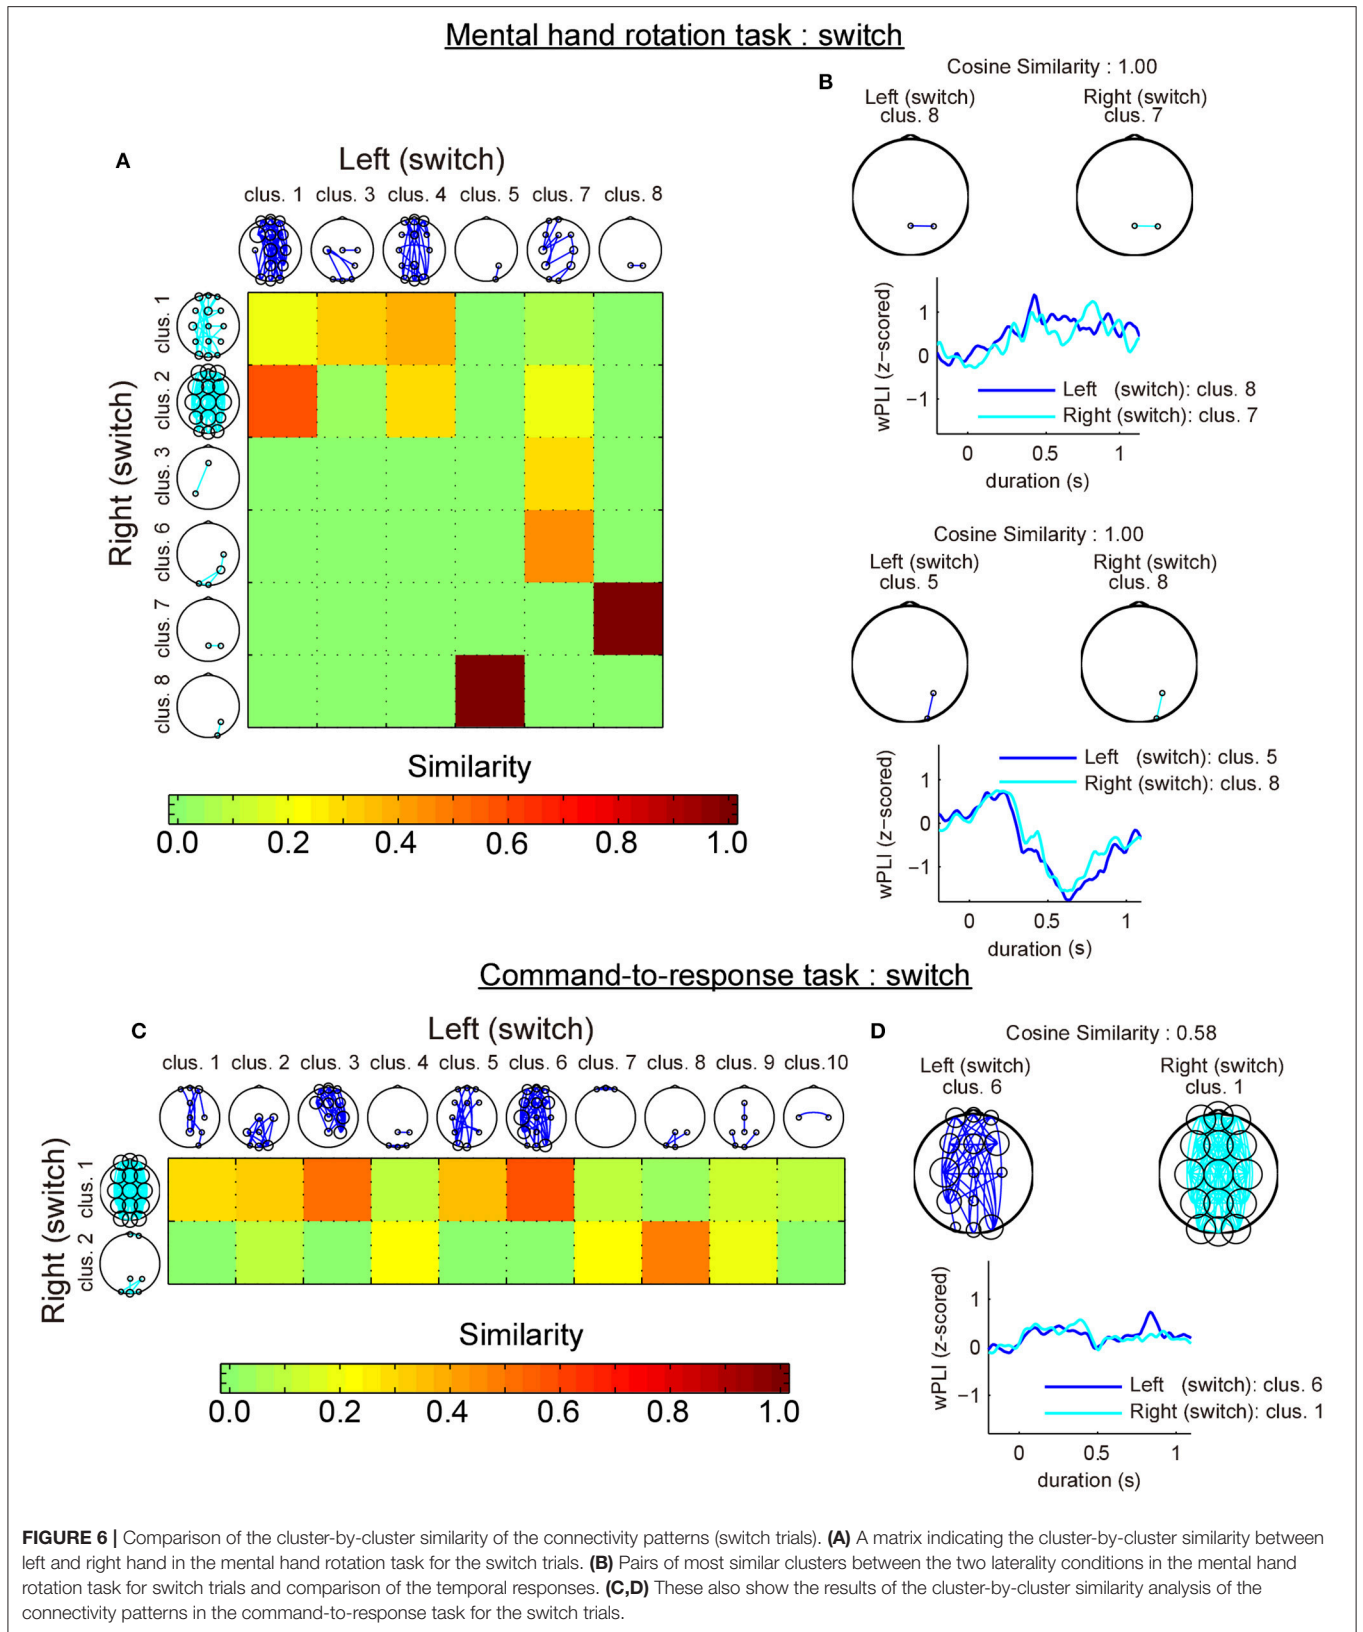 Mental hand rotation task : switch
A
Left (switch)
clus. 1 clus. 3 clus. 4 clus. 5 clus. 7 clus. 8
Right (switch)
clus. 1
clus. 2
clus. 3
clus. 6
clus. 7
clus. 8
Similarity
0.0 0.2 0.4 0.6 0.8 1.0
B
Cosine Similarity : 1.00
Left (switch)
clus. 8
Right (switch)
clus. 7
wPLI (z-scored)
1
0
−1
Left (switch): clus. 8
Right (switch): clus. 7
0 0.5 1
duration (s)
Cosine Similarity : 1.00
Left (switch)
clus. 5
Right (switch)
clus. 8
wPLI (z-scored)
1
0
−1
Left (switch): clus. 5
Right (switch): clus. 8
0 0.5 1
duration (s)
Command-to-response task : switch
C
Left (switch)
clus. 1 clus. 2 clus. 3 clus. 4 clus. 5 clus. 6 clus. 7 clus. 8 clus. 9 clus.10
Right (switch)
clus. 1
clus. 2
Similarity
0.0 0.2 0.4 0.6 0.8 1.0
D
Cosine Similarity : 0.58
Left (switch)
clus. 6
Right (switch)
clus. 1
wPLI (z-scored)
1
0
−1
Left (switch): clus. 6
Right (switch): clus. 1
0 0.5 1
duration (s)
FIGURE 6 | Comparison of the cluster-by-cluster similarity of the connectivity patterns (switch trials). (A) A matrix indicating the cluster-by-cluster similarity between
left and right hand in the mental hand rotation task for the switch trials. (B) Pairs of most similar clusters between the two laterality conditions in the mental hand
rotation task for switch trials and comparison of the temporal responses. (C,D) These also show the results of the cluster-by-cluster similarity analysis of the
connectivity patterns in the command-to-response task for the switch trials.